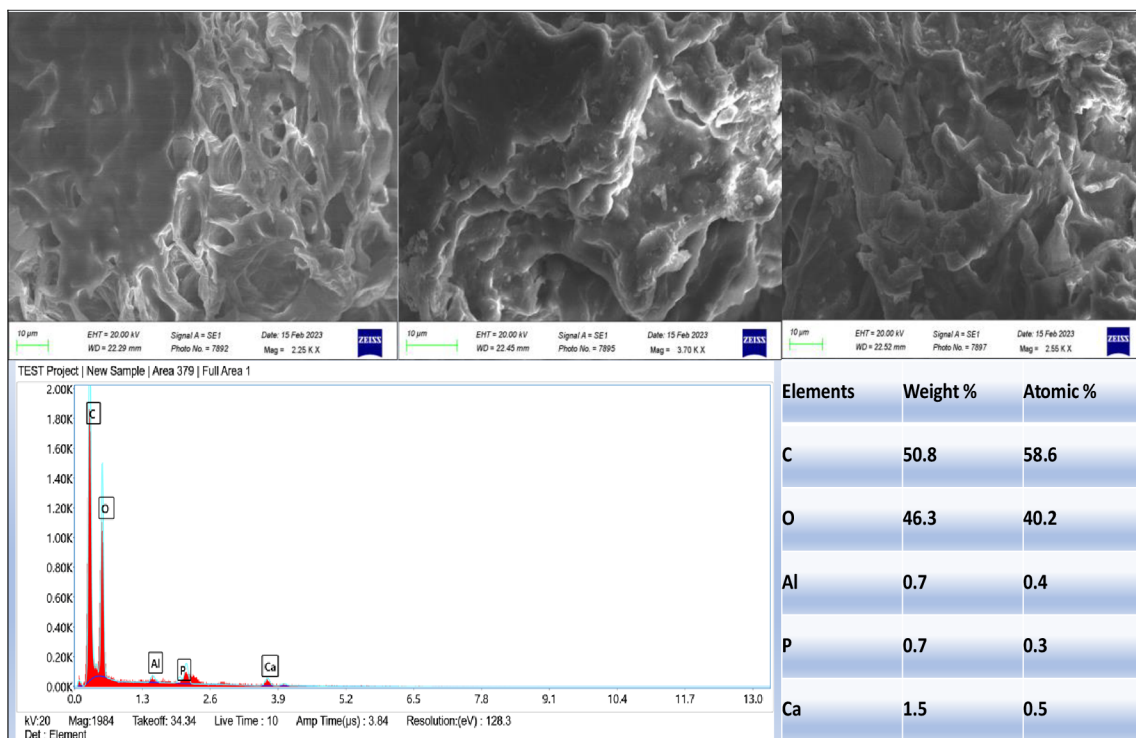 10 µm
EHT = 20.00 kV Signal A = SE1 Date: 15 Feb 2023
WD = 22.29 mm Photo No. = 7892 Mag = 2.25 K X
ZEISS
10 µm
EHT = 20.00 kV Signal A = SE1 Date: 15 Feb 2023
WD = 22.45 mm Photo No. = 7895 Mag = 3.70 K X
ZEISS
10 µm
EHT = 20.00 kV Signal A = SE1 Date: 15 Feb 2023
WD = 22.52 mm Photo No. = 7897 Mag = 2.55 K X
ZEISS
TEST Project | New Sample | Area 379 | Full Area 1
2.00K
1.80K
1.60K
1.40K
1.20K
1.00K
0.80K
0.60K
0.40K
0.20K
0.00K
C
O
Al
P
Ca
0.0 1.3 2.6 3.9 5.2 6.5 7.8 9.1 10.4 11.7 13.0
kV:20 Mag:1984 Takeoff: 34.34 Live Time : 10 Amp Time(µs) : 3.84 Resolution:(eV) : 128.3
Det : Element
Elements Weight % Atomic %
C 50.8 58.6
O 46.3 40.2
Al 0.7 0.4
P 0.7 0.3
Ca 1.5 0.5